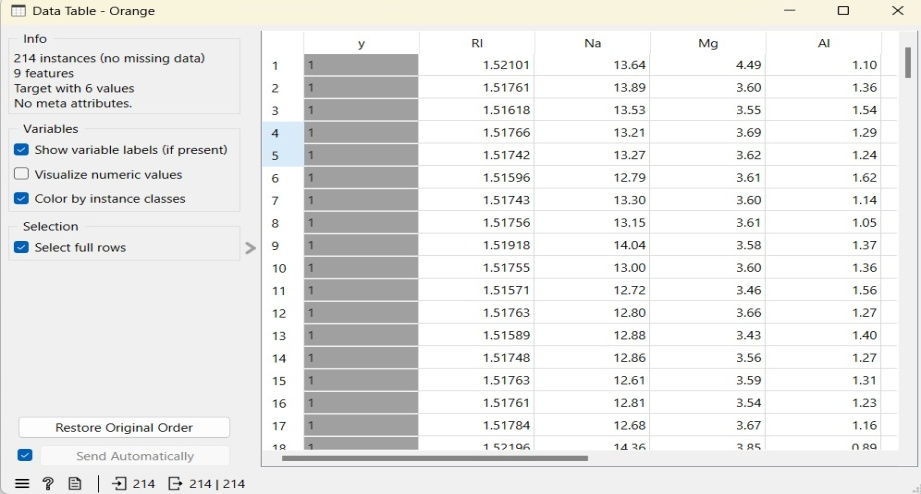 Data Table - Orange
Info
214 instances (no missing data)
9 features
Target with 6 values
No meta attributes.
Variables
Show variable labels (if present)
Visualize numeric values
Color by instance classes
Selection
Select full rows
Restore Original Order
Send Automatically
214 214 | 214
y RI Na Mg Al
1 1 1.52101 13.64 4.49 1.10
2 1 1.51761 13.89 3.60 1.36
3 1 1.51618 13.53 3.55 1.54
4 1 1.51766 13.21 3.69 1.29
5 1 1.51742 13.27 3.62 1.24
6 1 1.51596 12.79 3.61 1.62
7 1 1.51743 13.30 3.60 1.14
8 1 1.51756 13.15 3.61 1.05
9 1 1.51918 14.04 3.58 1.37
10 1 1.51755 13.00 3.60 1.36
11 1 1.51571 12.72 3.46 1.56
12 1 1.51763 12.80 3.66 1.27
13 1 1.51589 12.88 3.43 1.40
14 1 1.51748 12.86 3.56 1.27
15 1 1.51763 12.61 3.59 1.31
16 1 1.51761 12.81 3.54 1.23
17 1 1.51784 12.68 3.67 1.16
18 1 1.52196 14.36 3.85 0.89